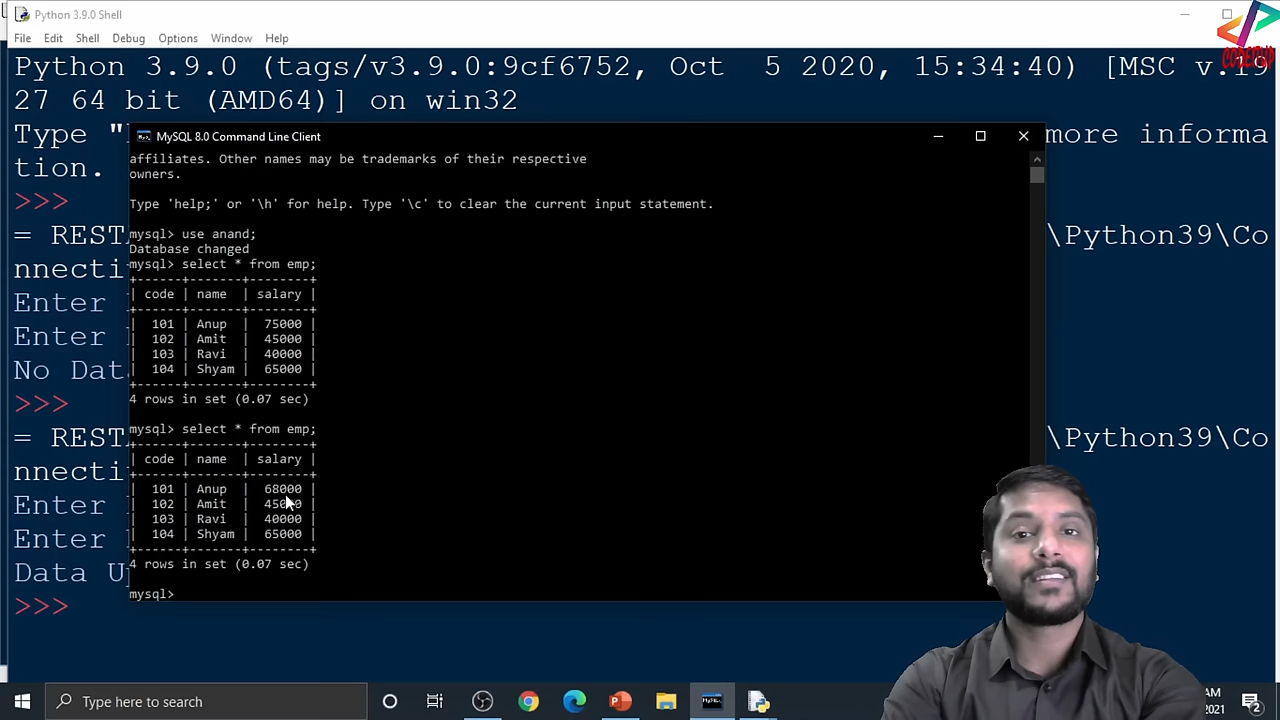 Python 3.9.0 Shell
File Edit Shell Debug Options Window Help
Python 3.9.0 (tags/v3.9.0:9cf6752, Oct 5 2020, 15:34:40) [MSC v.19
27 64 bit (AMD64)] on win32
Type "
more informa
tion.
>>>
= REST
\Python39\Co
nnecti
Enter
Enter
No Dat
>>>
= REST
\Python39\Co
nnecti
Enter
Enter
Data U
>>>
MySQL 8.0 Command Line Client
affiliates. Other names may be trademarks of their respective
owners.
Type 'help;' or '\h' for help. Type '\c' to clear the current input statement.
mysql> use anand;
Database changed
mysql> select * from emp;
+------+-------+--------+
| code | name | salary |
+------+-------+--------+
| 101 | Anup | 75000 |
| 102 | Amit | 45000 |
| 103 | Ravi | 40000 |
| 104 | Shyam | 65000 |
+------+-------+--------+
4 rows in set (0.07 sec)
mysql> select * from emp;
+------+-------+--------+
| code | name | salary |
+------+-------+--------+
| 101 | Anup | 68000 |
| 102 | Amit | 45000 |
| 103 | Ravi | 40000 |
| 104 | Shyam | 65000 |
+------+-------+--------+
4 rows in set (0.07 sec)
mysql>
Type here to search
AM
2021
2